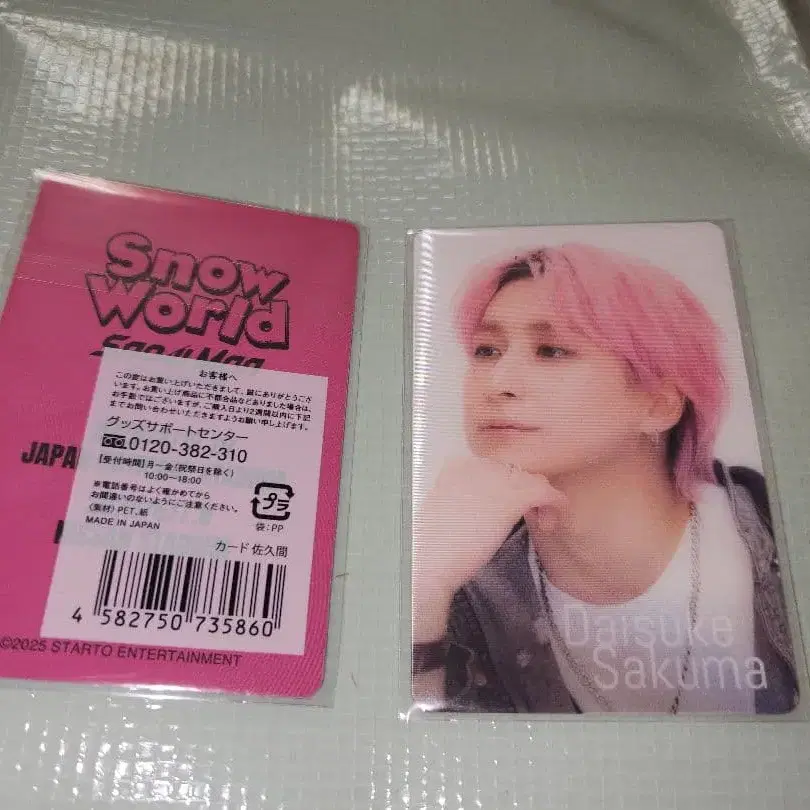 Snow
World
Snow Man
お客様へ
この度はお買い上げいただきまして、誠にありがとうござ
います。お買い上げ商品に不都合品などありました場合は、
お手数ではございますが、ご購入日より2週間以内に下記
までお問い合わせくださいますようお願い申し上げます。
グッズサポートセンター
0120-382-310
【受付時間】月〜金(祝祭日を除く)
10:00〜18:00
※電話番号はよく確かめてから
お間違いのないようにご注意ください。
〈素材〉PET、紙
MADE IN JAPAN
プラ
袋:PP
カード 佐久間
4 582750 735860
JAPA
©2025 STARTO ENTERTAINMENT
Daisuke
Sakuma